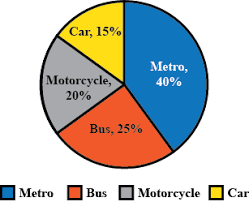 Car, 15%
Metro,
40%
Motorcycle,
20%
Bus, 25%
Metro Bus Motorcycle Car